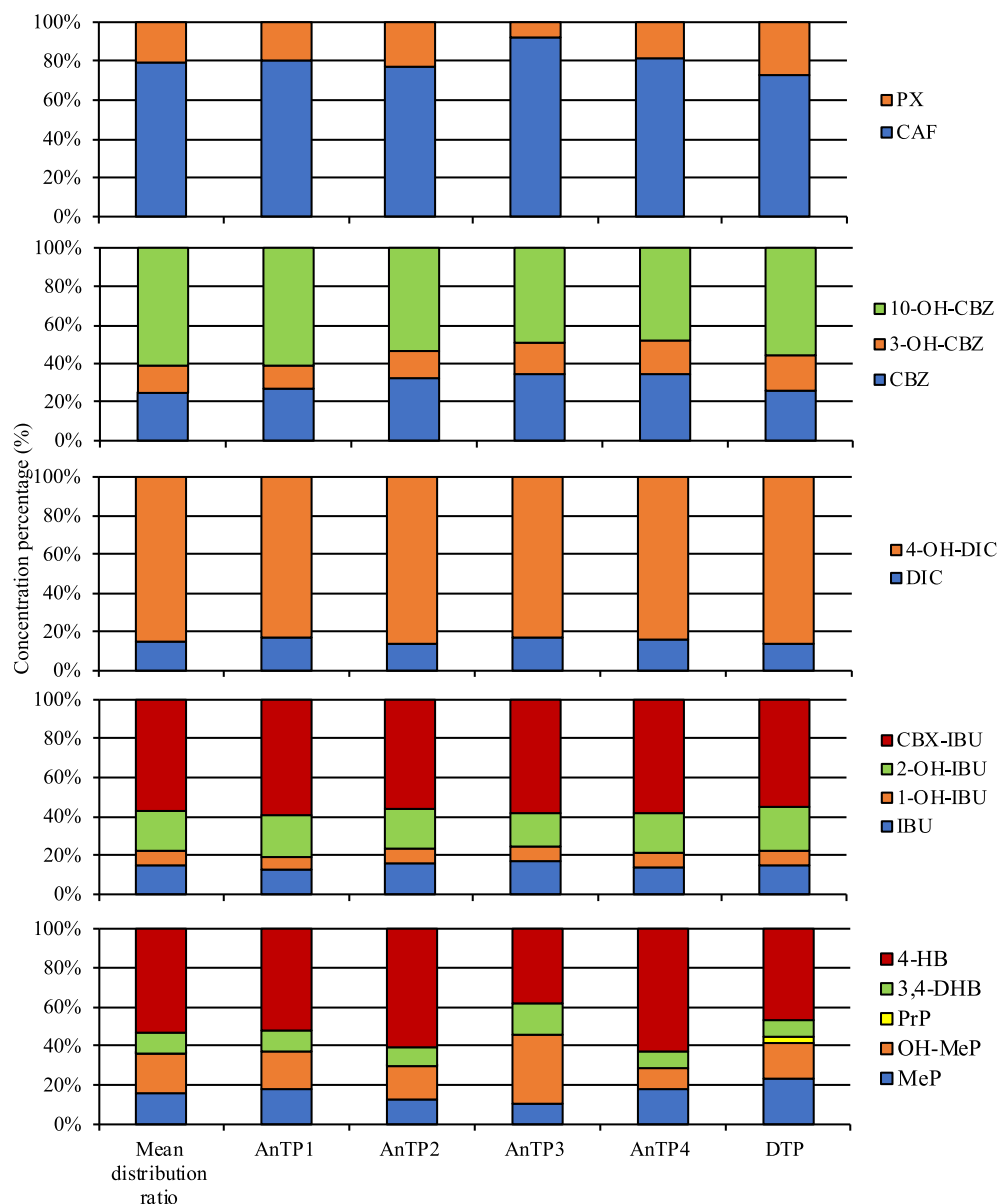 Concentration percentage (%)
100%
80%
60%
40%
20%
0%
PX
CAF
100%
80%
60%
40%
20%
0%
10-OH-CBZ
3-OH-CBZ
CBZ
100%
80%
60%
40%
20%
0%
4-OH-DIC
DIC
100%
80%
60%
40%
20%
0%
CBX-IBU
2-OH-IBU
1-OH-IBU
IBU
100%
80%
60%
40%
20%
0%
4-HB
3,4-DHB
PrP
OH-MeP
MeP
Mean
distribution
ratio
AnTP1
AnTP2
AnTP3
AnTP4
DTP